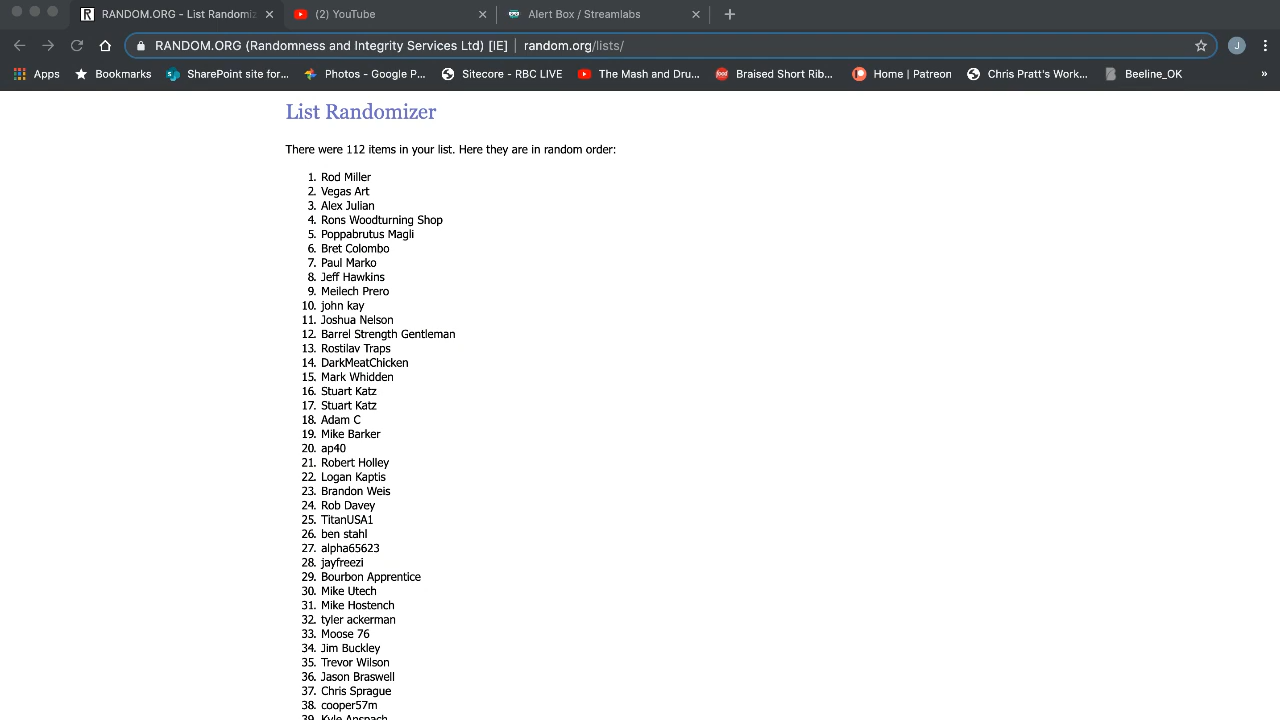 RANDOM.ORG - List Randomiz
(2) YouTube
Alert Box / Streamlabs
RANDOM.ORG (Randomness and Integrity Services Ltd) [IE] | random.org/lists/
J
Apps
Bookmarks
SharePoint site for...
Photos - Google P...
Sitecore - RBC LIVE
The Mash and Dru...
Braised Short Rib...
Home | Patreon
Chris Pratt's Work...
Beeline_OK
»
List Randomizer
There were 112 items in your list. Here they are in random order:
1. Rod Miller
2. Vegas Art
3. Alex Julian
4. Rons Woodturning Shop
5. Poppabrutus Magli
6. Bret Colombo
7. Paul Marko
8. Jeff Hawkins
9. Meilech Prero
10. john kay
11. Joshua Nelson
12. Barrel Strength Gentleman
13. Rostilav Traps
14. DarkMeatChicken
15. Mark Whidden
16. Stuart Katz
17. Stuart Katz
18. Adam C
19. Mike Barker
20. ap40
21. Robert Holley
22. Logan Kaptis
23. Brandon Weis
24. Rob Davey
25. TitanUSA1
26. ben stahl
27. alpha65623
28. jayfreezi
29. Bourbon Apprentice
30. Mike Utech
31. Mike Hostench
32. tyler ackerman
33. Moose 76
34. Jim Buckley
35. Trevor Wilson
36. Jason Braswell
37. Chris Sprague
38. cooper57m
39. Kyle Anspach